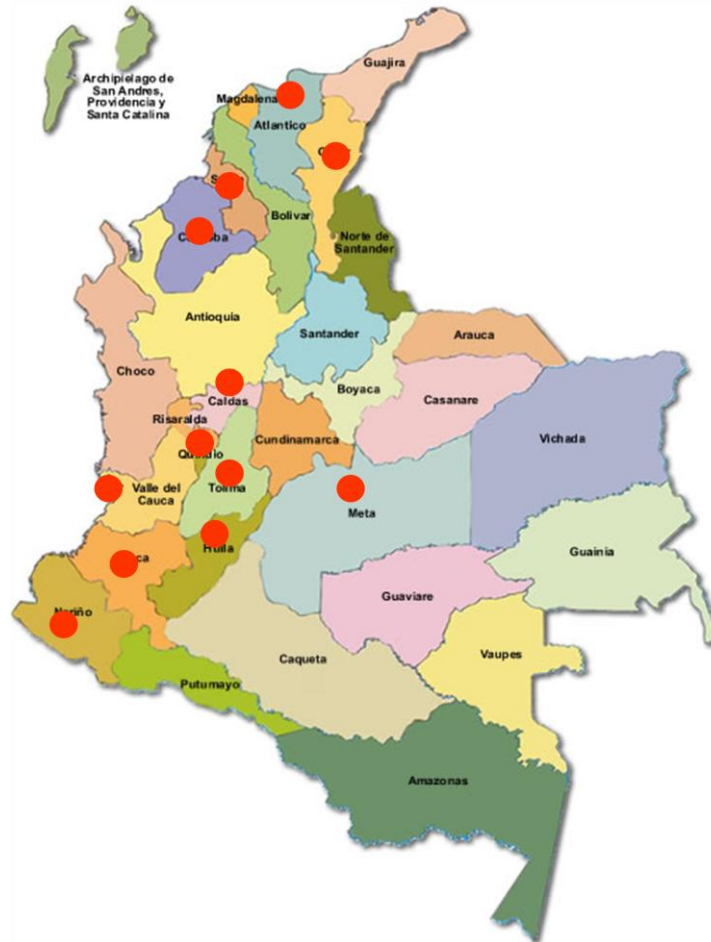 Guajira
Archipielago de
San Andres,
Providencia y
Santa Catalina
Magdalena
Atlantico
Bolivar
Norte de
Santander
Antioquia
Santander
Arauca
Choco
Boyaca
Caldas
Casanare
Risaralda
Cundinamarca
Vichada
Valle del
Cauca
Tolima
Meta
Huila
Guainia
Guaviare
Nariño
Vaupes
Caqueta
Putumayo
Amazonas